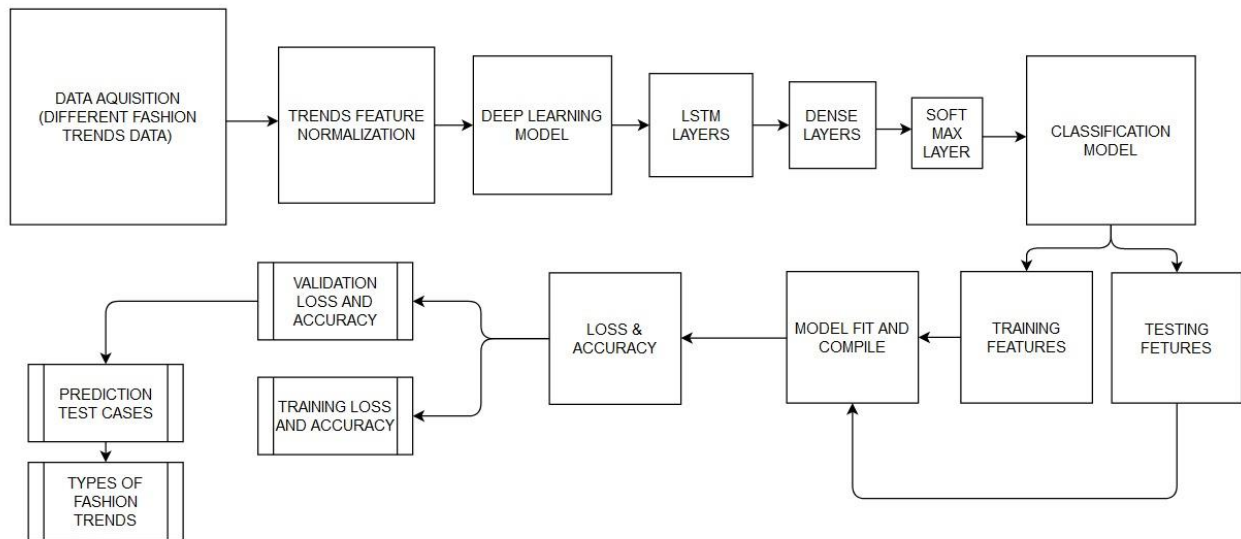 DATA AQUISITION
(DIFFERENT FASHION
TRENDS DATA)
TRENDS FEATURE
NORMALIZATION
DEEP LEARNING
MODEL
LSTM
LAYERS
DENSE
LAYERS
SOFT
MAX
LAYER
CLASSIFICATION
MODEL
VALIDATION
LOSS AND
ACCURACY
LOSS &
ACCURACY
MODEL FIT AND
COMPILE
TRAINING
FEATURES
TESTING
FETURES
PREDICTION
TEST CASES
TRAINING LOSS
AND ACCURACY
TYPES OF
FASHION
TRENDS